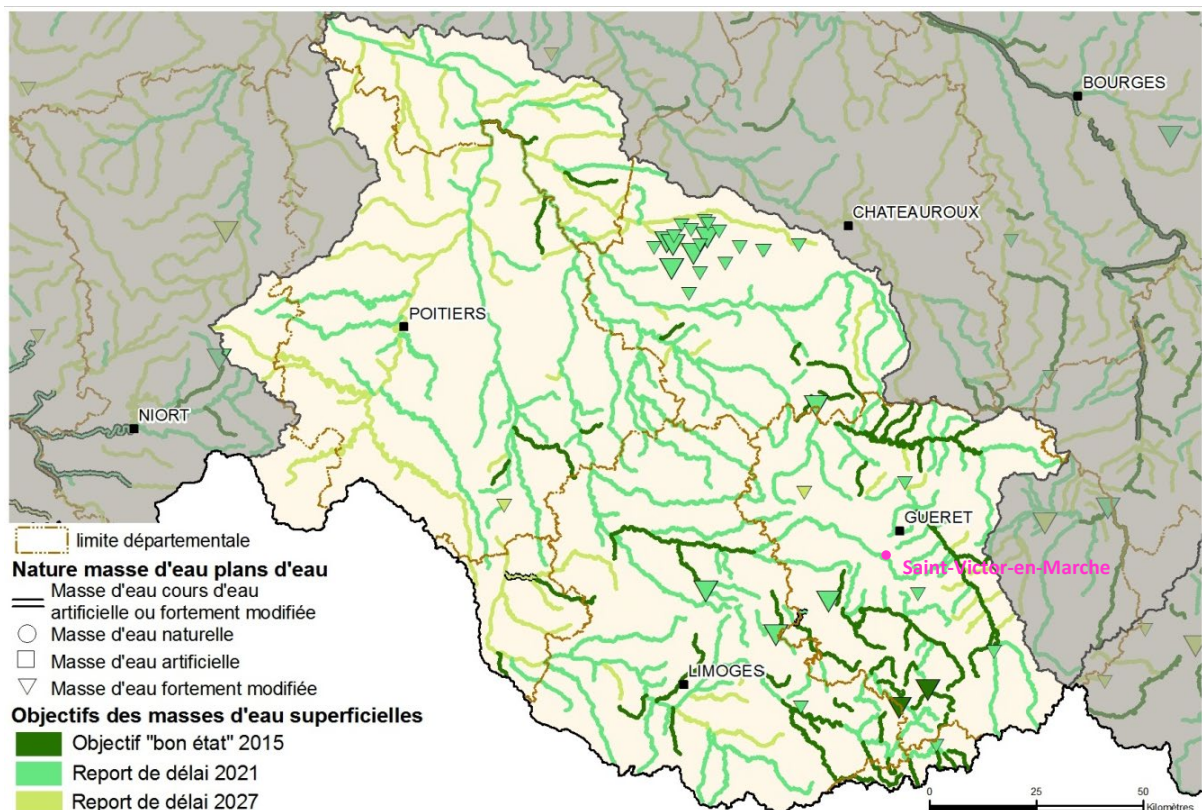 BOURGES
CHATEAUROUX
POITIERS
NIORT
GUERET
Saint-Victor-en-Marche
LIMOGES
limite départementale
Nature masse d'eau plans d'eau
Masse d'eau cours d'eau
artificielle ou fortement modifiée
Masse d'eau naturelle
Masse d'eau artificielle
Masse d'eau fortement modifiée
Objectifs des masses d'eau superficielles
Objectif "bon état" 2015
Report de délai 2021
Report de délai 2027
0 25 50
Kilomètres